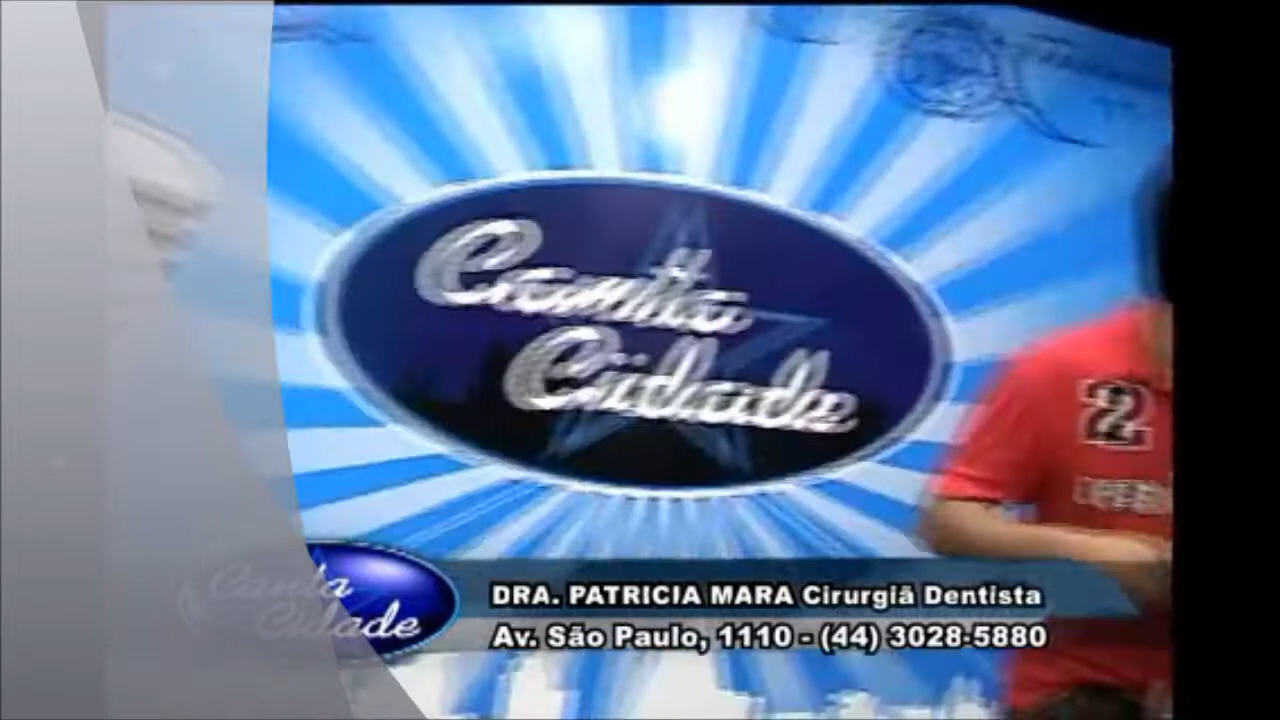 Canta
Cidade
2
Canta
Cidade
DRA. PATRICIA MARA Cirurgiã Dentista
Av. São Paulo, 1110 - (44) 3028-5880